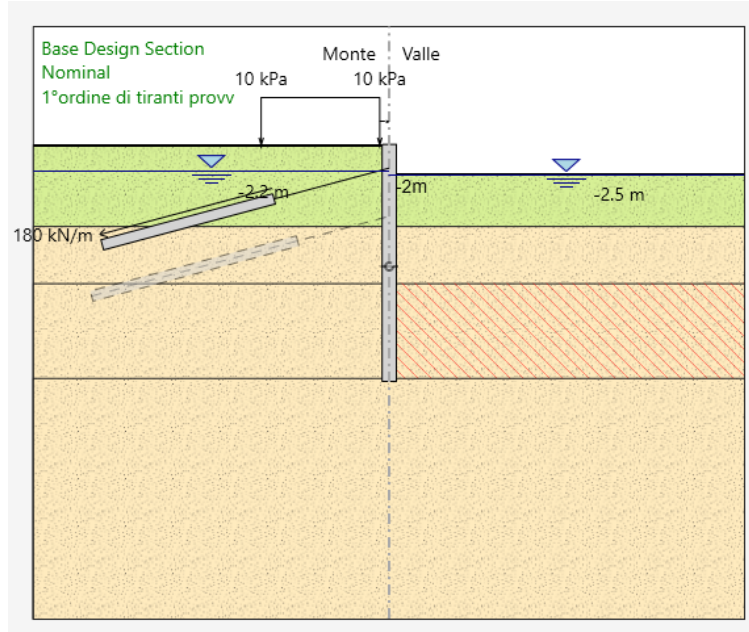 Base Design Section
Nominal
1°ordine di tiranti provv
Monte Valle
10 kPa 10 kPa
-2.2 m
-2m
-2.5 m
180 kN/m